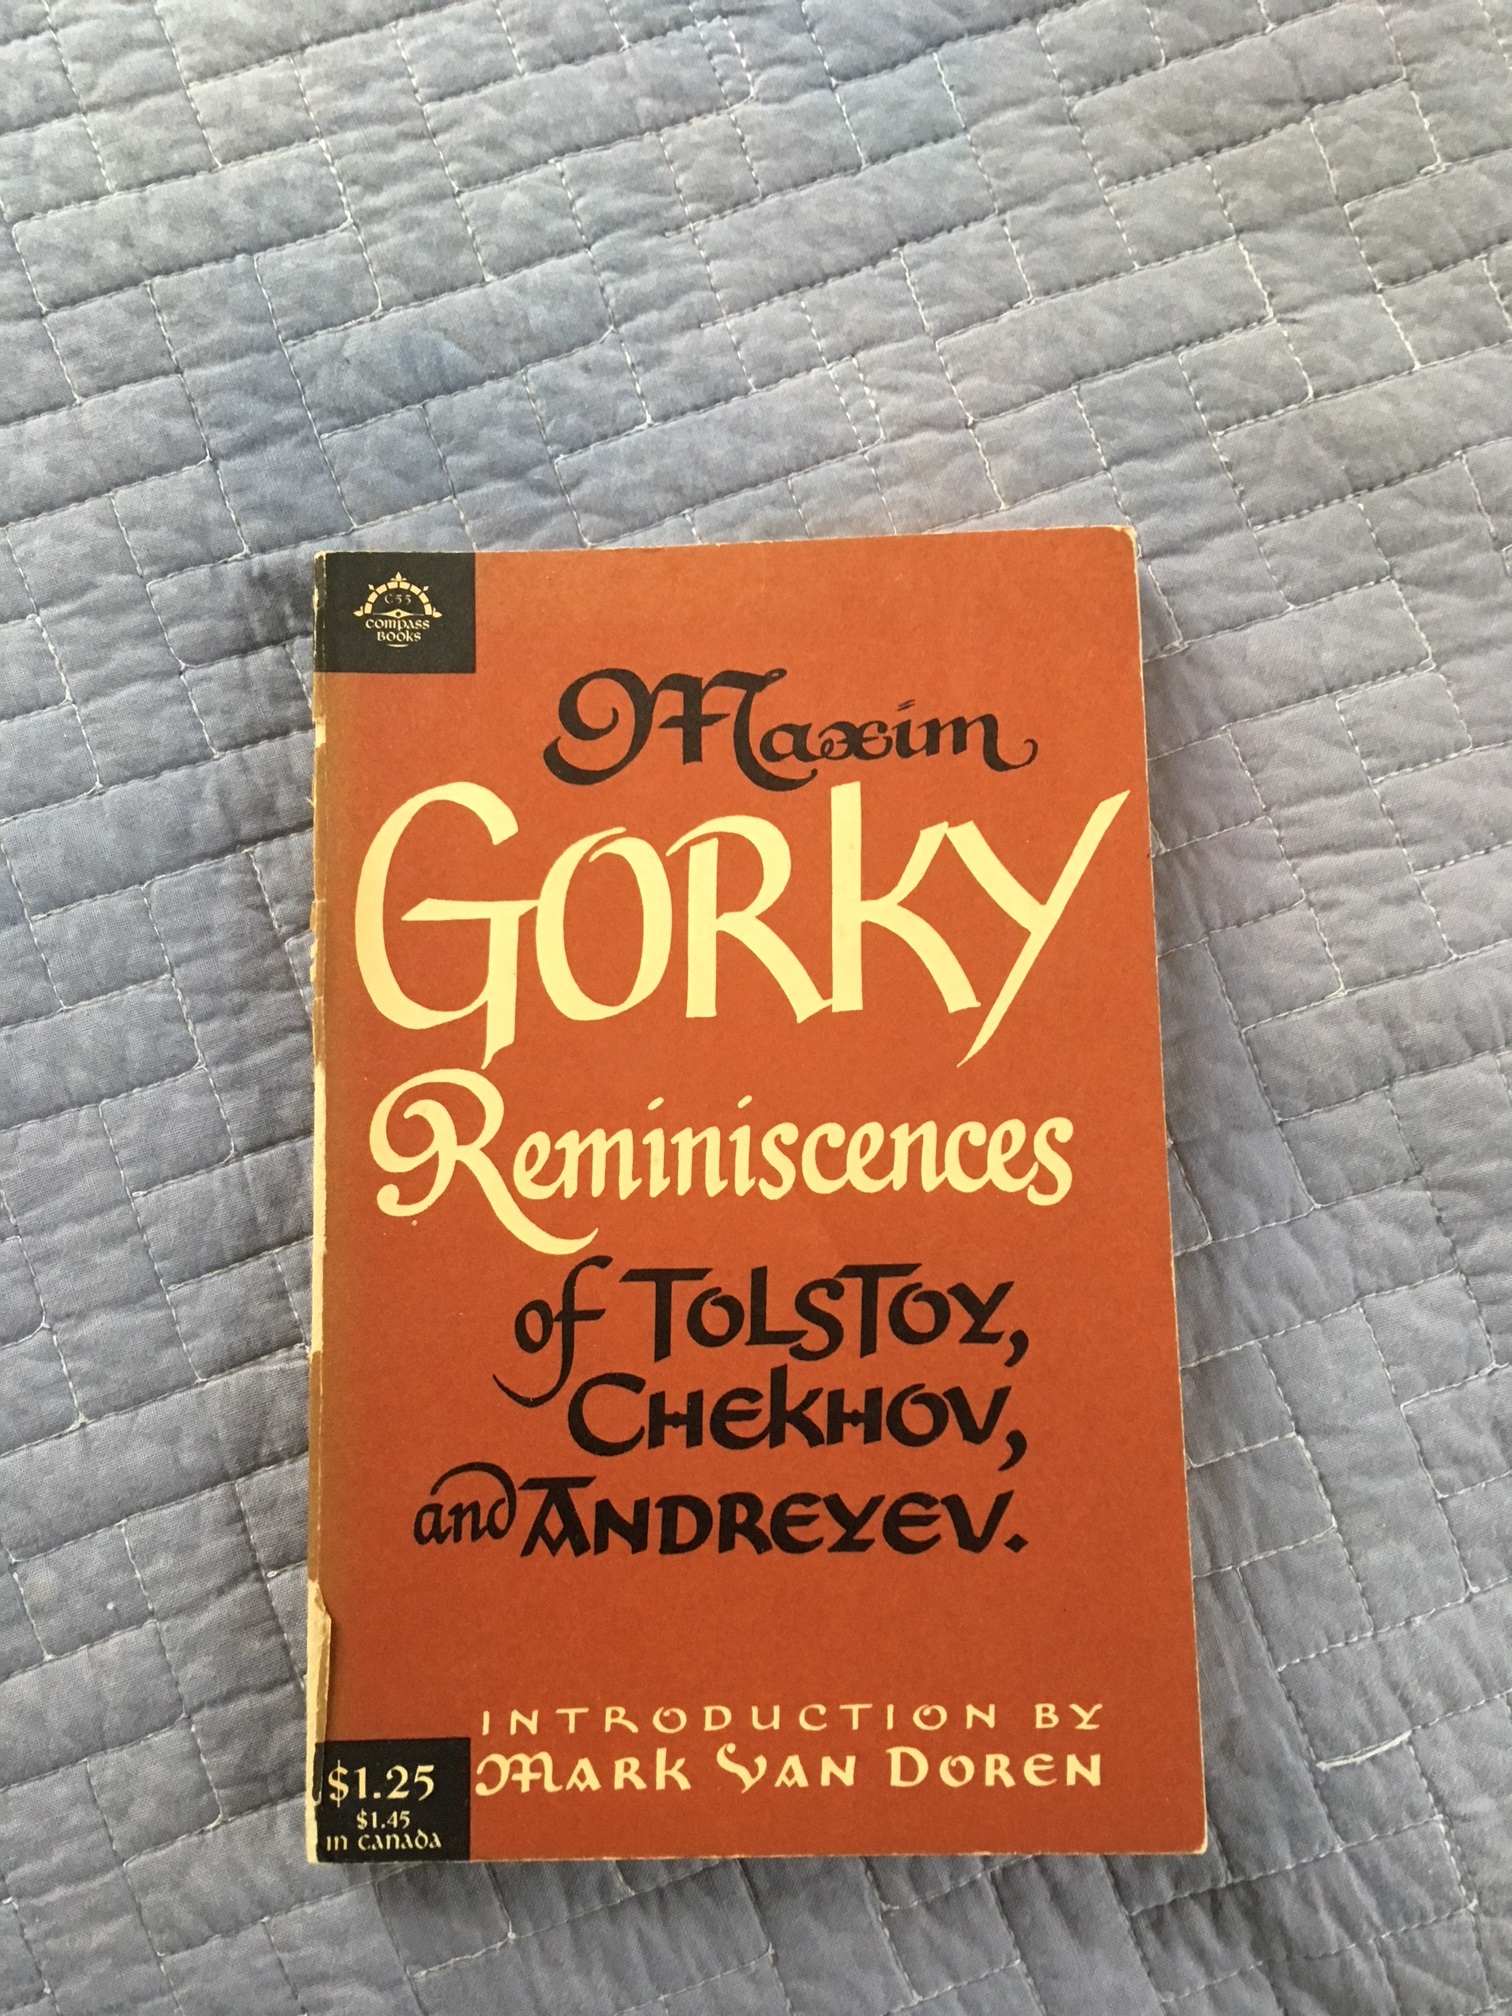 C55
COMPASS
BOOKS
Maxim
GORKY
Reminiscences
of TOLSTOY,
CHEKHOV,
and ANDREYEV.
INTRODUCTION BY
MARK VAN DOREN
$1.25
$1.45
IN CANADA